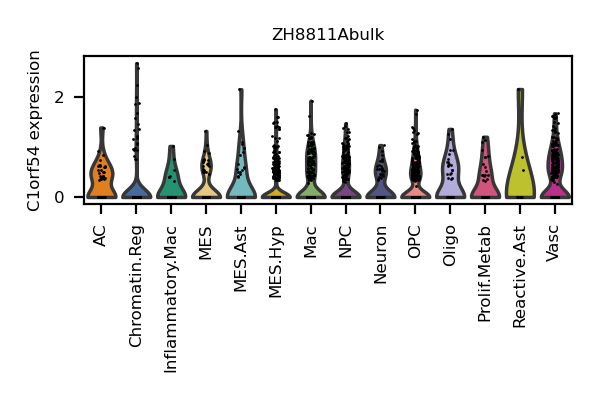 ZH8811Abulk
C1orf54 expression
2
0
AC
Chromatin.Reg
Inflammatory.Mac
MES
MES.Ast
MES.Hyp
Mac
NPC
Neuron
OPC
Oligo
Prolif.Metab
Reactive.Ast
Vasc